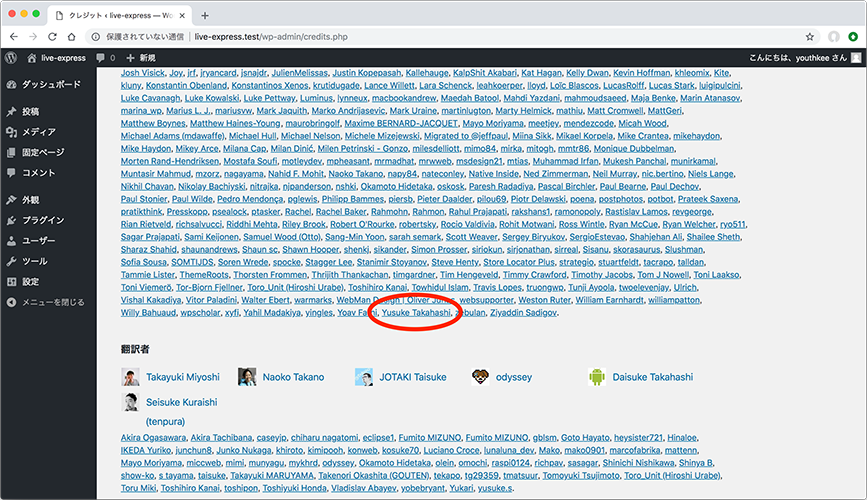 クレジット ‹ live-express — Wo
保護されていない通信 | live-express.test/wp-admin/credits.php
live-express 0 + 新規 こんにちは、youthkee さん
ダッシュボード
投稿
メディア
固定ページ
コメント
外観
プラグイン
ユーザー
ツール
設定
メニューを閉じる
Josh Visick, Joy, jrf, jryancard, jsnajdr, JulienMelissas, Justin Kopepasah, Kallehauge, KalpShit Akabari, Kat Hagan, Kelly Dwan, Kevin Hoffman, khleomix, Kite,
kluny, Konstantin Obenland, Konstantinos Xenos, krutidugade, Lance Willett, Lara Schenck, leahkoerper, lloyd, Loïc Blascos, LucasRolff, Lucas Stark, luigipulcini,
Luke Cavanagh, Luke Kowalski, Luke Pettway, Luminus, lynneux, macbookandrew, Maedah Batool, Mahdi Yazdani, mahmoudsaeed, Maja Benke, Marin Atanasov,
marina_wp, Marius L. J., mariusvw, Mark Jaquith, Marko Andrijasevic, Mark Uraine, martinlugton, Marty Helmick, mathiu, Matt Cromwell, MattGeri,
Matthew Boynes, Matthew Haines-Young, maurobringolf, Maxime BERNARD-JACQUET, Mayo Moriyama, meetjey, mendezcode, Micah Wood,
Michael Adams (mdawaffe), Michael Hull, Michael Nelson, Michele Mizejewski, Migrated to @jeffpaul, Miina Sikk, Mikael Korpela, Mike Crantea, mikehaydon,
Mike Haydon, Mikey Arce, Milana Cap, Milan Dinić, Milen Petrinski - Gonzo, milesdelliott, mimo84, mirka, mitogh, mmtr86, Monique Dubbelman,
Morten Rand-Hendriksen, Mostafa Soufi, motleydev, mpheasant, mrmadhat, mrwweb, msdesign21, mtias, Muhammad Irfan, Mukesh Panchal, munirkamal,
Muntasir Mahmud, mzorz, nagayama, Nahid F. Mohit, Naoko Takano, napy84, nateconley, Native Inside, Ned Zimmerman, Neil Murray, nic.bertino, Niels Lange,
Nikhil Chavan, Nikolay Bachiyski, nitrajka, njpanderson, nshki, Okamoto Hidetaka, oskosk, Paresh Radadiya, Pascal Birchler, Paul Bearne, Paul Dechov,
Paul Stonier, Paul Wilde, Pedro Mendonça, pglewis, Philipp Bammes, piersb, Pieter Daalder, pilou69, Piotr Delawski, poena, postphotos, potbot, Prateek Saxena,
pratikthink, Presskopp, psealock, ptasker, Rachel, Rachel Baker, Rahmohn, Rahmon, Rahul Prajapati, rakshans1, ramonopoly, Rastislav Lamos, revgeorge,
Rian Rietveld, richsalvucci, Riddhi Mehta, Riley Brook, Robert O'Rourke, robertsky, Rocio Valdivia, Rohit Motwani, Ross Wintle, Ryan McCue, Ryan Welcher, ryo511,
Sagar Prajapati, Sami Keijonen, Samuel Wood (Otto), Sang-Min Yoon, sarah semark, Scott Weaver, Sergey Biryukov, SergioEstevao, Shahjehan Ali, Shailee Sheth,
Sharaz Shahid, shaunandrews, Shaun sc, Shawn Hooper, shenkj, sikander, Simon Prosser, siriokun, sirjonathan, sirreal, Sisanu, skorasaurus, Slushman,
Sofia Sousa, SOMTIJDS, Soren Wrede, spocke, Stagger Lee, Stanimir Stoyanov, Steve Henty, Store Locator Plus, strategio, stuartfeldt, tacrapo, talldan,
Tammie Lister, ThemeRoots, Thorsten Frommen, Thrijith Thankachan, timgardner, Tim Hengeveld, Timmy Crawford, Timothy Jacobs, Tom J Nowell, Toni Laakso,
Toni Viemerö, Tor-Bjorn Fjellner, Toro_Unit (Hiroshi Urabe), Toshihiro Kanai, Towhidul Islam, Travis Lopes, truongwp, Tunji Ayoola, twoelevenjay, Ulrich,
Vishal Kakadiya, Vitor Paladini, Walter Ebert, warmarks, WebMan Design | Oliver Juhas, websupporter, Weston Ruter, William Earnhardt, williampatton,
Willy Bahuaud, wpscholar, xyfi, Yahil Madakiya, yingles, Yoav Farhi, Yusuke Takahashi, zebulan, Ziyaddin Sadigov.
翻訳者
Takayuki Miyoshi Naoko Takano JOTAKI Taisuke odyssey Daisuke Takahashi
Seisuke Kuraishi
(tenpura)
Akira Ogasawara, Akira Tachibana, caseyjp, chiharu nagatomi, eclipse1, Fumito MIZUNO, Fumito MIZUNO, gblsm, Goto Hayato, heysister721, Hinaloe,
IKEDA Yuriko, junchun8, Junko Nukaga, khiroto, kimipooh, konweb, kosuke70, Luciano Croce, lunaluna_dev, Mako, mako0901, marcofabrika, mattenn,
Mayo Moriyama, miccweb, mimi, munyagu, mykhrd, odyssey, Okamoto Hidetaka, olein, omochi, raspi0124, richpav, sasagar, Shinichi Nishikawa, Shinya B,
show-ko, s tayama, taisuke, Takayuki MARUYAMA, Takenori Okashita (GOUTEN), tekapo, tg29359, tmatsuur, Tomoyuki Tsujimoto, Toro_Unit (Hiroshi Urabe),
Toru Miki, Toshihiro Kanai, toshipon, Toshiyuki Honda, Vladislav Abayev, yobebryant, Yukari, yusuke.s.